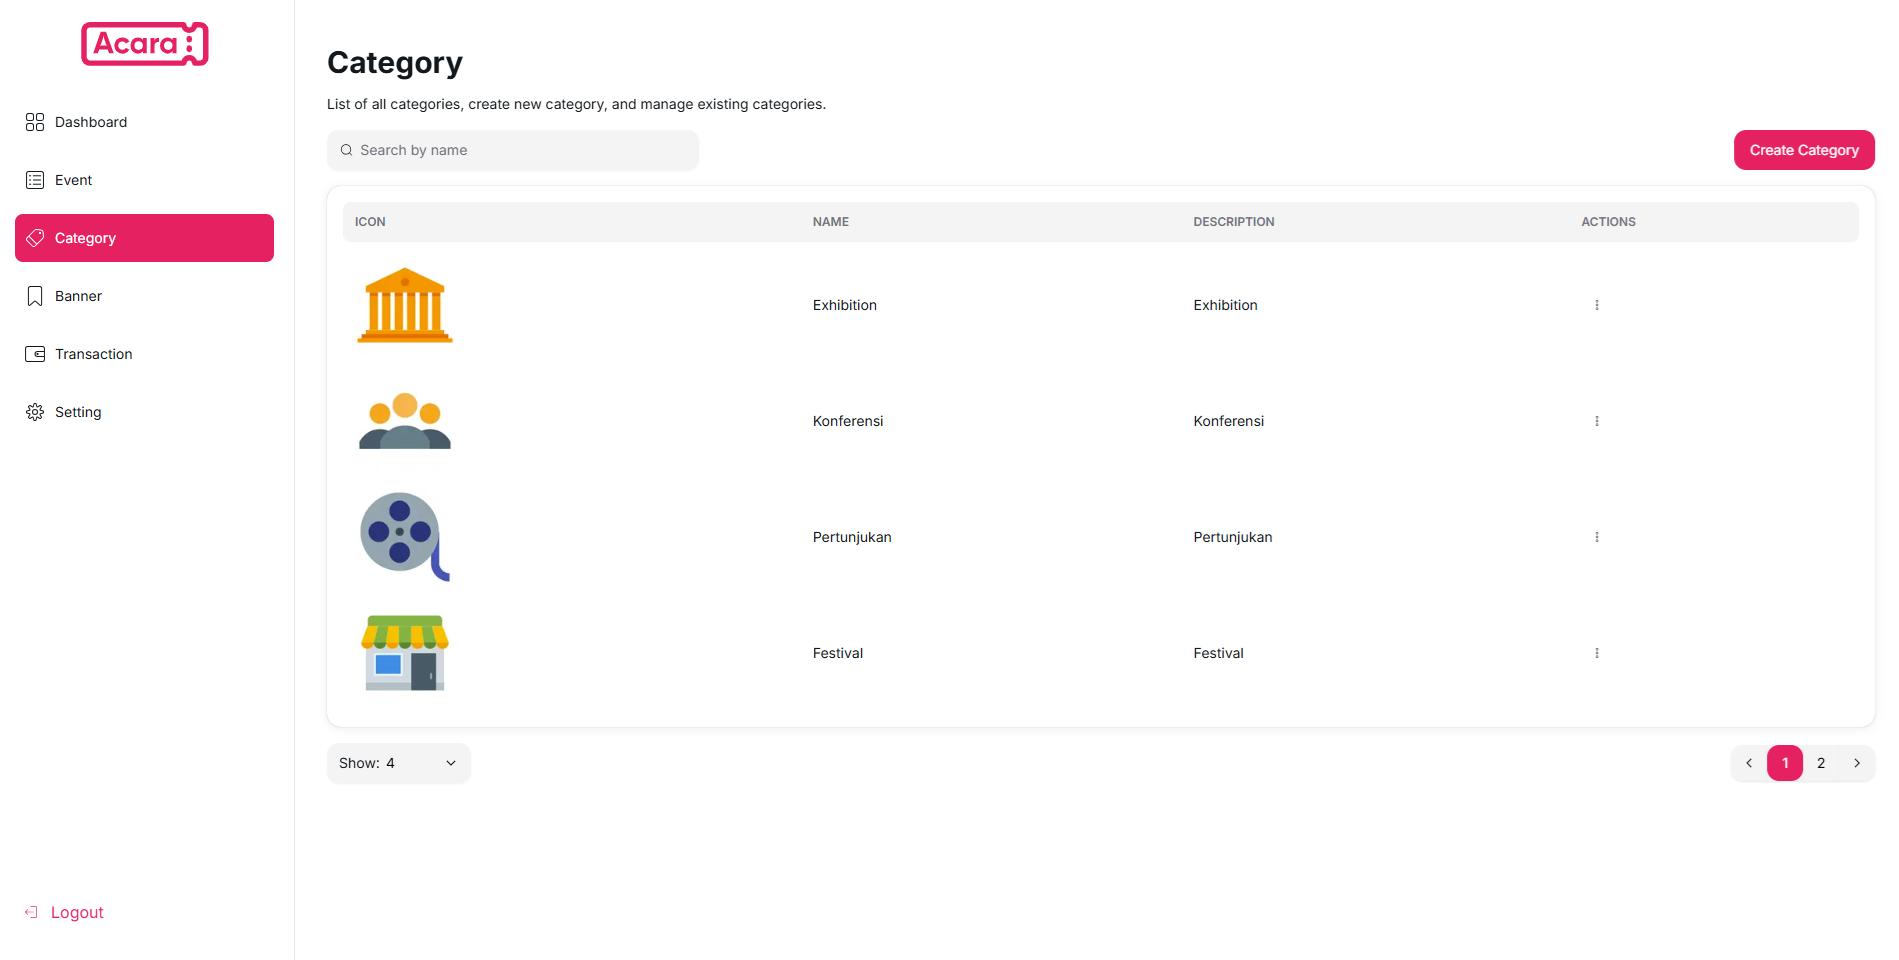 Acara
Dashboard
Event
Category
Banner
Transaction
Setting
Logout
Category
List of all categories, create new category, and manage existing categories.
Search by name
Create Category
ICON NAME DESCRIPTION ACTIONS
Exhibition Exhibition
Konferensi Konferensi
Pertunjukan Pertunjukan
Festival Festival
Show: 4
1 2